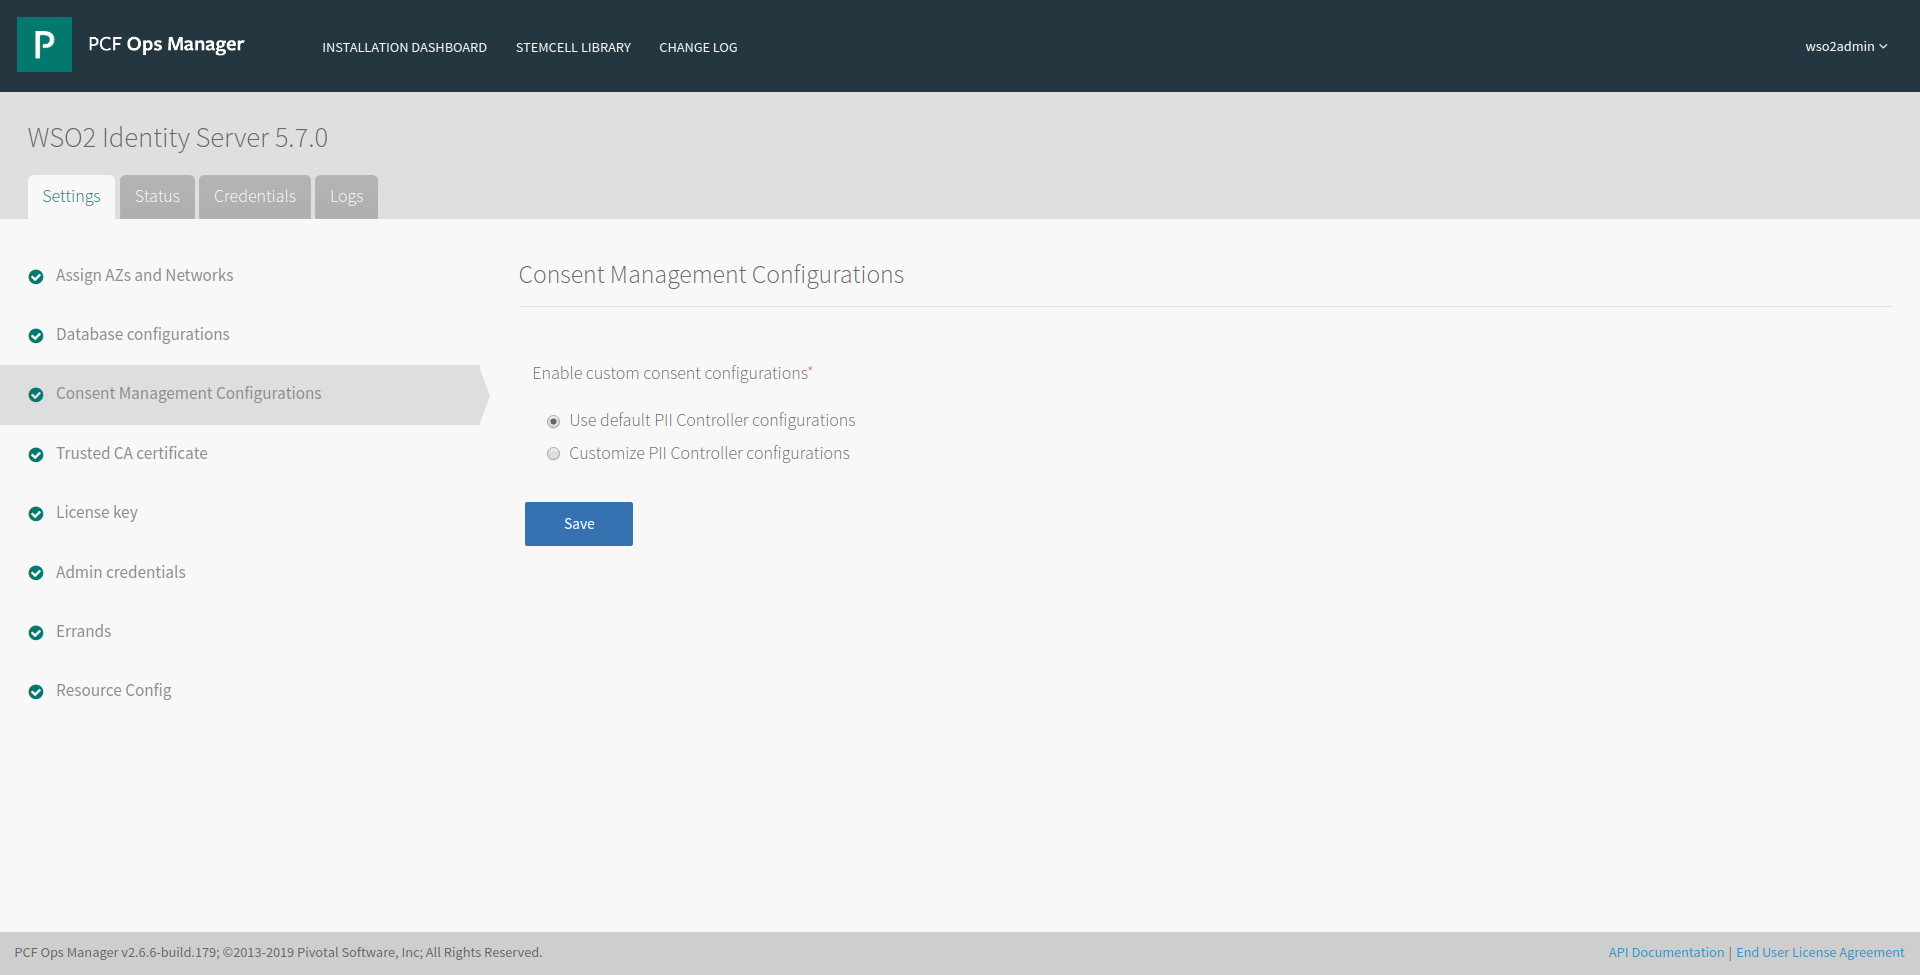 P
PCF Ops Manager
INSTALLATION DASHBOARD
STEMCELL LIBRARY
CHANGE LOG
wso2admin
WSO2 Identity Server 5.7.0
Settings
Status
Credentials
Logs
Assign AZs and Networks
Database configurations
Consent Management Configurations
Trusted CA certificate
License key
Admin credentials
Errands
Resource Config
Consent Management Configurations
Enable custom consent configurations*
Use default PII Controller configurations
Customize PII Controller configurations
Save
PCF Ops Manager v2.6.6-build.179; ©2013-2019 Pivotal Software, Inc; All Rights Reserved.
API Documentation | End User License Agreement